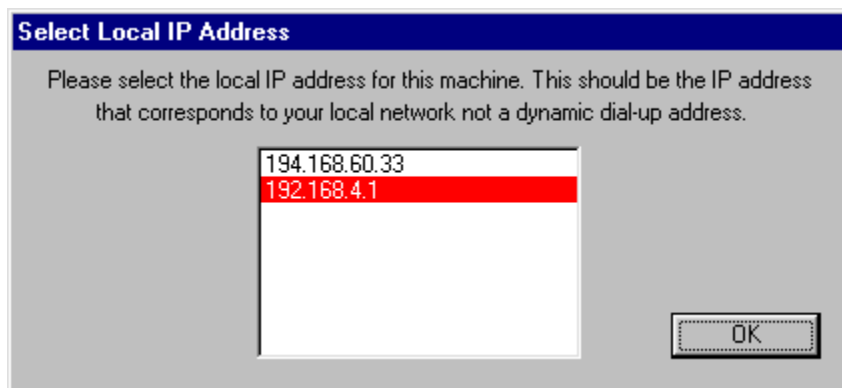 Select Local IP Address
Please select the local IP address for this machine. This should be the IP address
that corresponds to your local network not a dynamic dial-up address.
194.168.60.33
192.168.4.1
OK